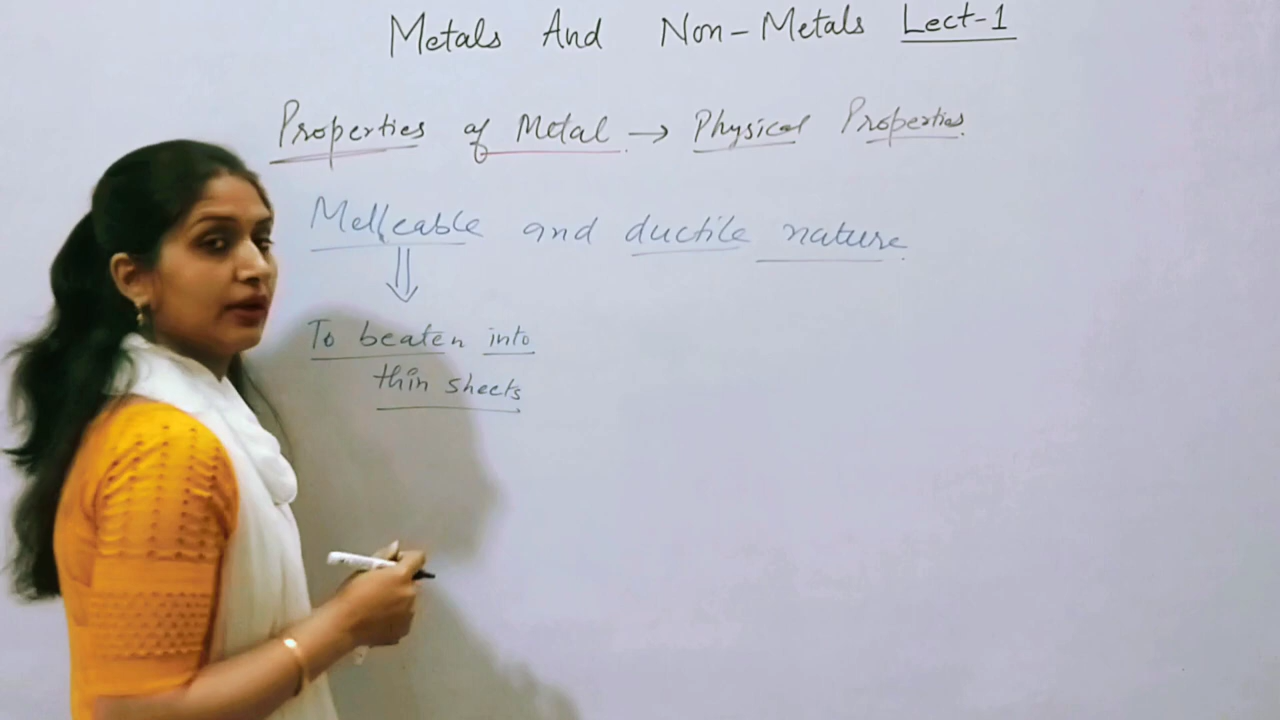 Metals And Non-Metals Lect-1
Properties of Metal → Physical Properties.
Melleable and ductile nature.
To beaten into
thin sheets